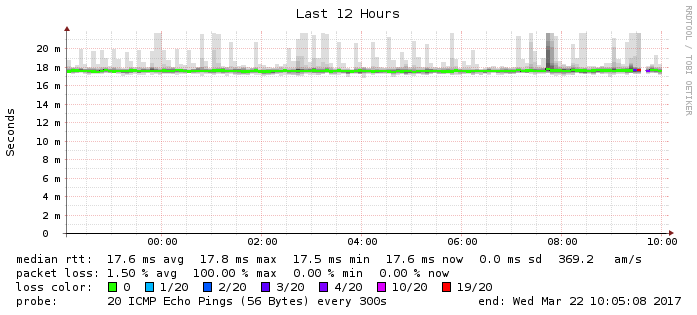 Last 12 Hours
RRDTOOL / TOBI OETIKER
Seconds
20 m
18 m
16 m
14 m
12 m
10 m
8 m
6 m
4 m
2 m
0
00:00 02:00 04:00 06:00 08:00 10:00
median rtt: 17.6 ms avg 17.8 ms max 17.5 ms min 17.6 ms now 0.0 ms sd 369.2 am/s
packet loss: 1.50 % avg 100.00 % max 0.00 % min 0.00 % now
loss color: 0 1/20 2/20 3/20 4/20 10/20 19/20
probe: 20 ICMP Echo Pings (56 Bytes) every 300s end: Wed Mar 22 10:05:08 2017